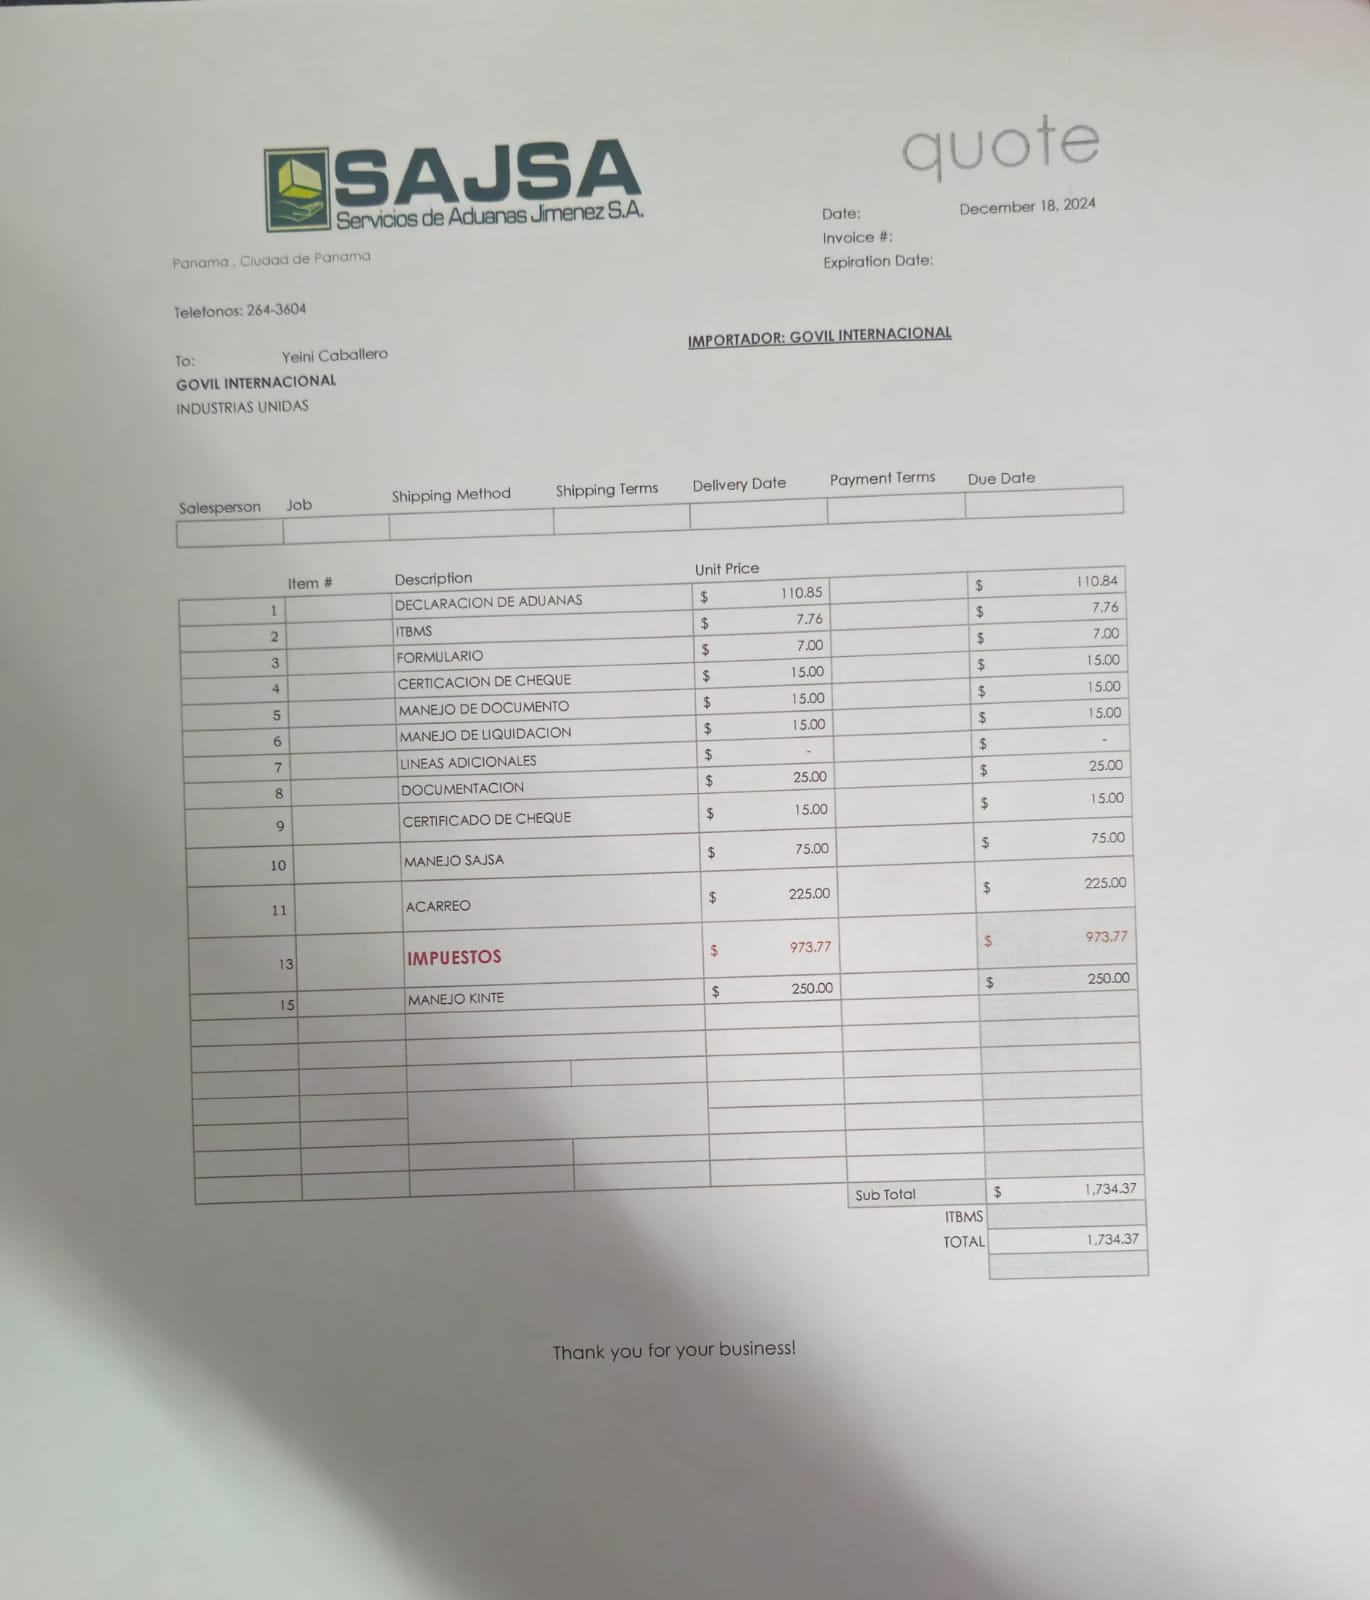 SAJSA
Servicios de Aduanas Jimenez S.A.
quote
Date: December 18, 2024
Invoice #:
Expiration Date:
Panama , Ciudad de Panama
Telefonos: 264-3604
IMPORTADOR: GOVIL INTERNACIONAL
To: Yeini Caballero
GOVIL INTERNACIONAL
INDUSTRIAS UNIDAS
Salesperson Job Shipping Method Shipping Terms Delivery Date Payment Terms Due Date
Item # Description Unit Price
1 DECLARACION DE ADUANAS $ 110.85 $ 110.84
2 ITBMS $ 7.76 $ 7.76
3 FORMULARIO $ 7.00 $ 7.00
4 CERTICACION DE CHEQUE $ 15.00 $ 15.00
5 MANEJO DE DOCUMENTO $ 15.00 $ 15.00
6 MANEJO DE LIQUIDACION $ 15.00 $ 15.00
7 LINEAS ADICIONALES $ - $ -
8 DOCUMENTACION $ 25.00 $ 25.00
9 CERTIFICADO DE CHEQUE $ 15.00 $ 15.00
10 MANEJO SAJSA $ 75.00 $ 75.00
11 ACARREO $ 225.00 $ 225.00
13 IMPUESTOS $ 973.77 $ 973.77
15 MANEJO KINTE $ 250.00 $ 250.00
Sub Total $ 1,734.37
ITBMS
TOTAL 1,734.37
Thank you for your business!